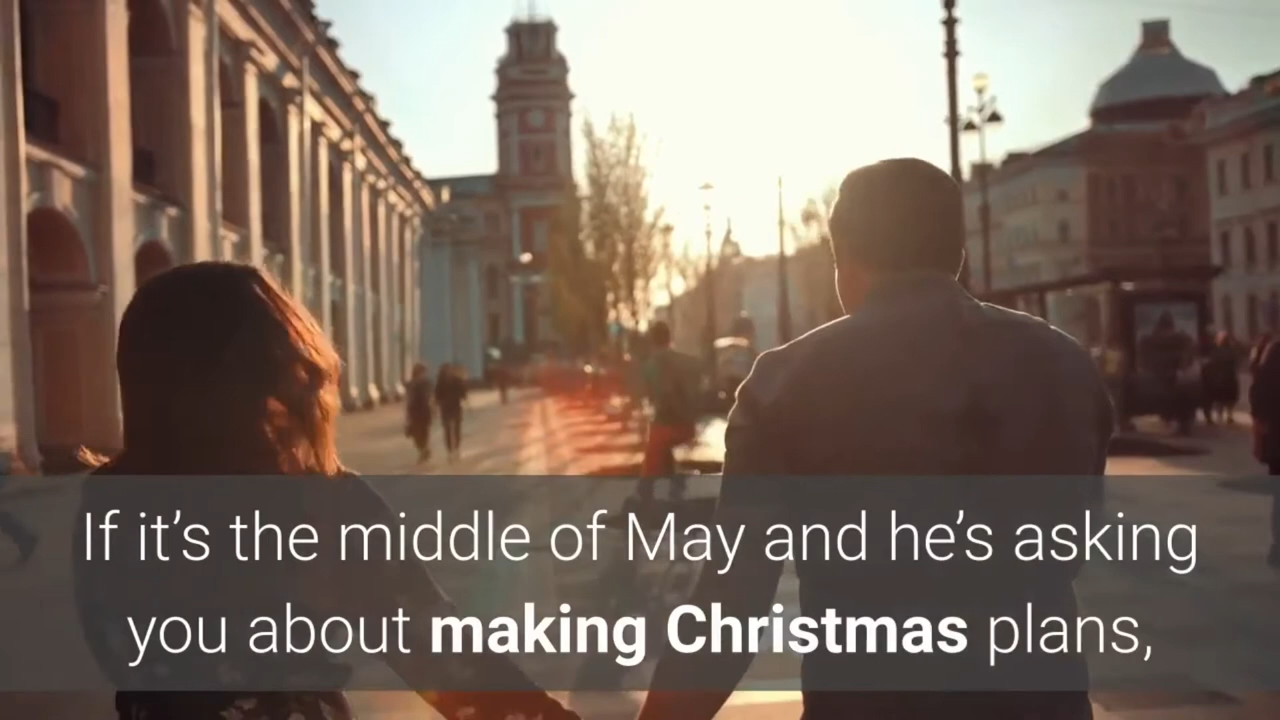 If it’s the middle of May and he’s asking
you about making Christmas plans,